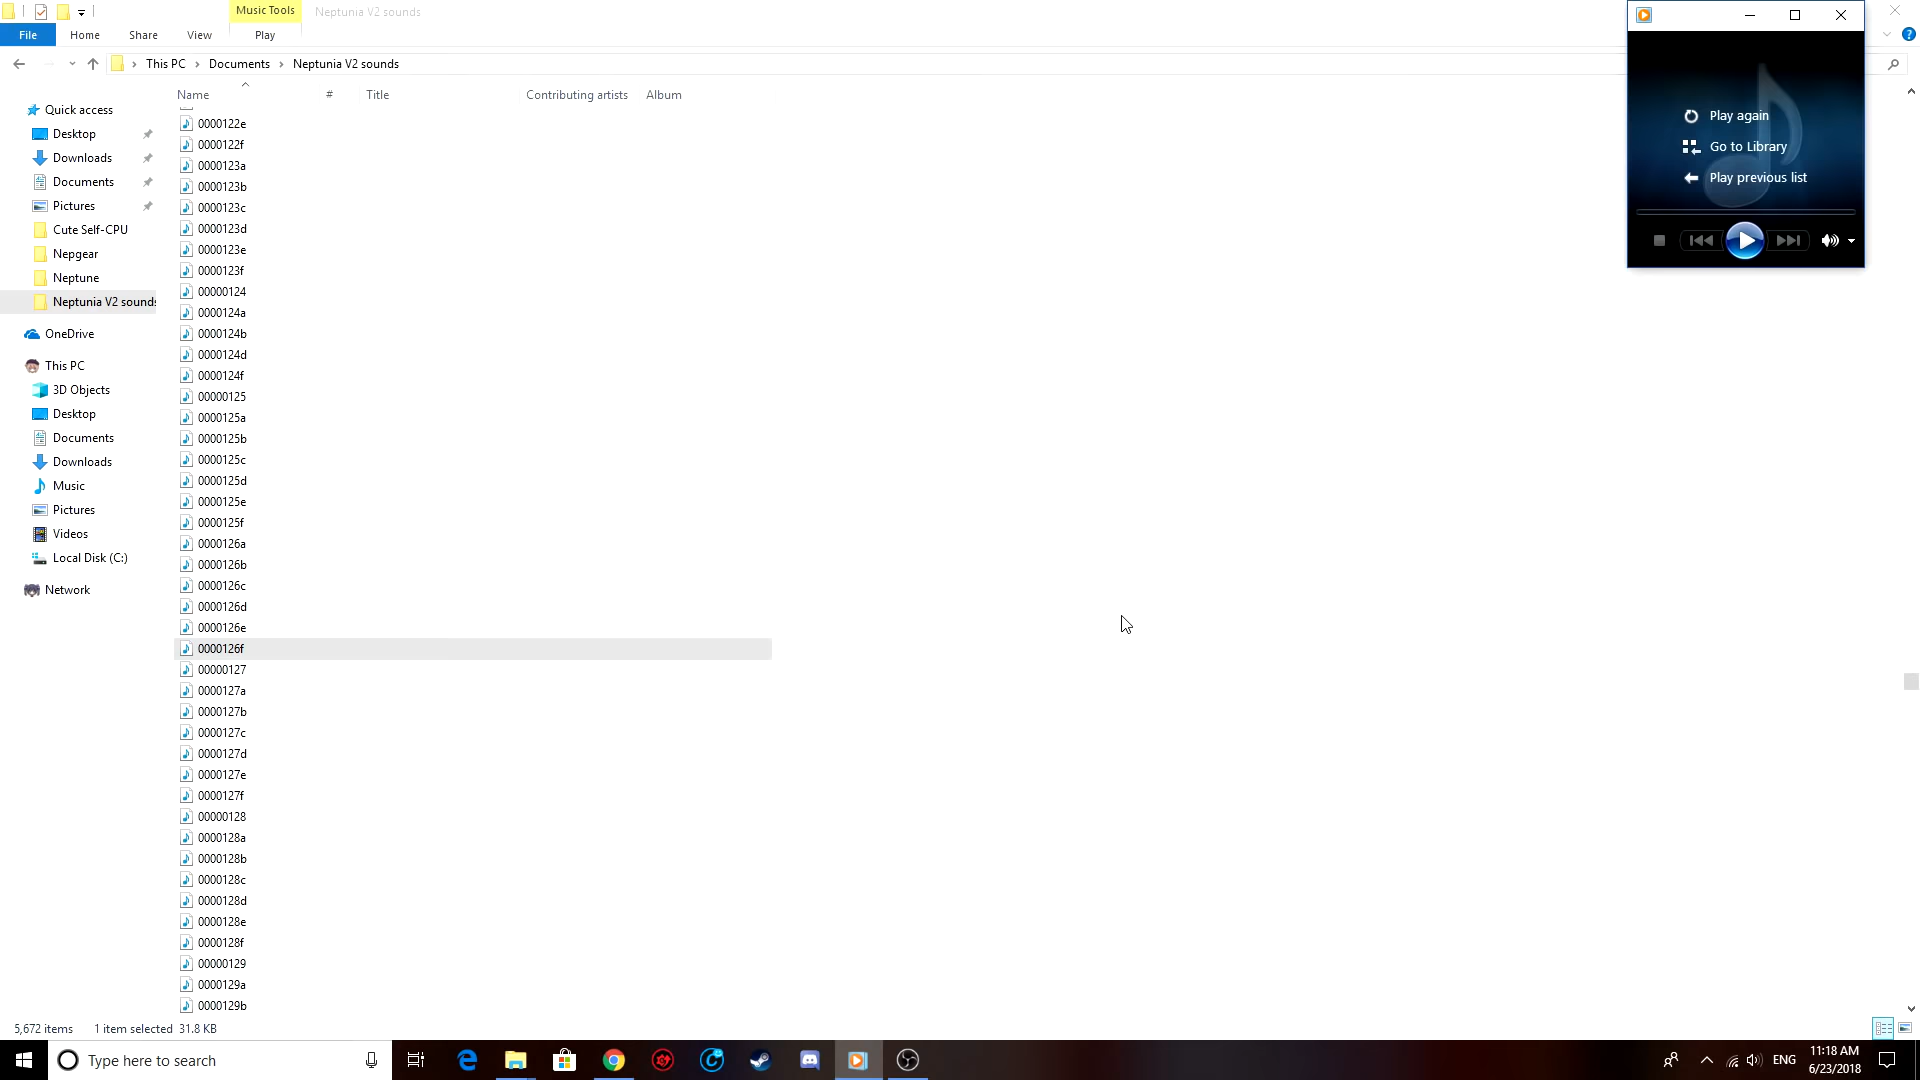 Music Tools
Neptunia V2 sounds
File
Home
Share
View
Play
This PC
Documents
Neptunia V2 sounds
Name
#
Title
Contributing artists
Album
Quick access
Desktop
Downloads
Documents
Pictures
Cute Self-CPU
Nepgear
Neptune
Neptunia V2 sounds
OneDrive
This PC
3D Objects
Desktop
Documents
Downloads
Music
Pictures
Videos
Local Disk (C:)
Network
0000122e
0000122f
0000123a
0000123b
0000123c
0000123d
0000123e
0000123f
00000124
0000124a
0000124b
0000124d
0000124f
00000125
0000125a
0000125b
0000125c
0000125d
0000125e
0000125f
0000126a
0000126b
0000126c
0000126d
0000126e
0000126f
00000127
0000127a
0000127b
0000127c
0000127d
0000127e
0000127f
00000128
0000128a
0000128b
0000128c
0000128d
0000128e
0000128f
00000129
0000129a
0000129b
Play again
Go to Library
Play previous list
5,672 items
1 item selected 31.8 KB
Type here to search
ENG
11:18 AM
6/23/2018